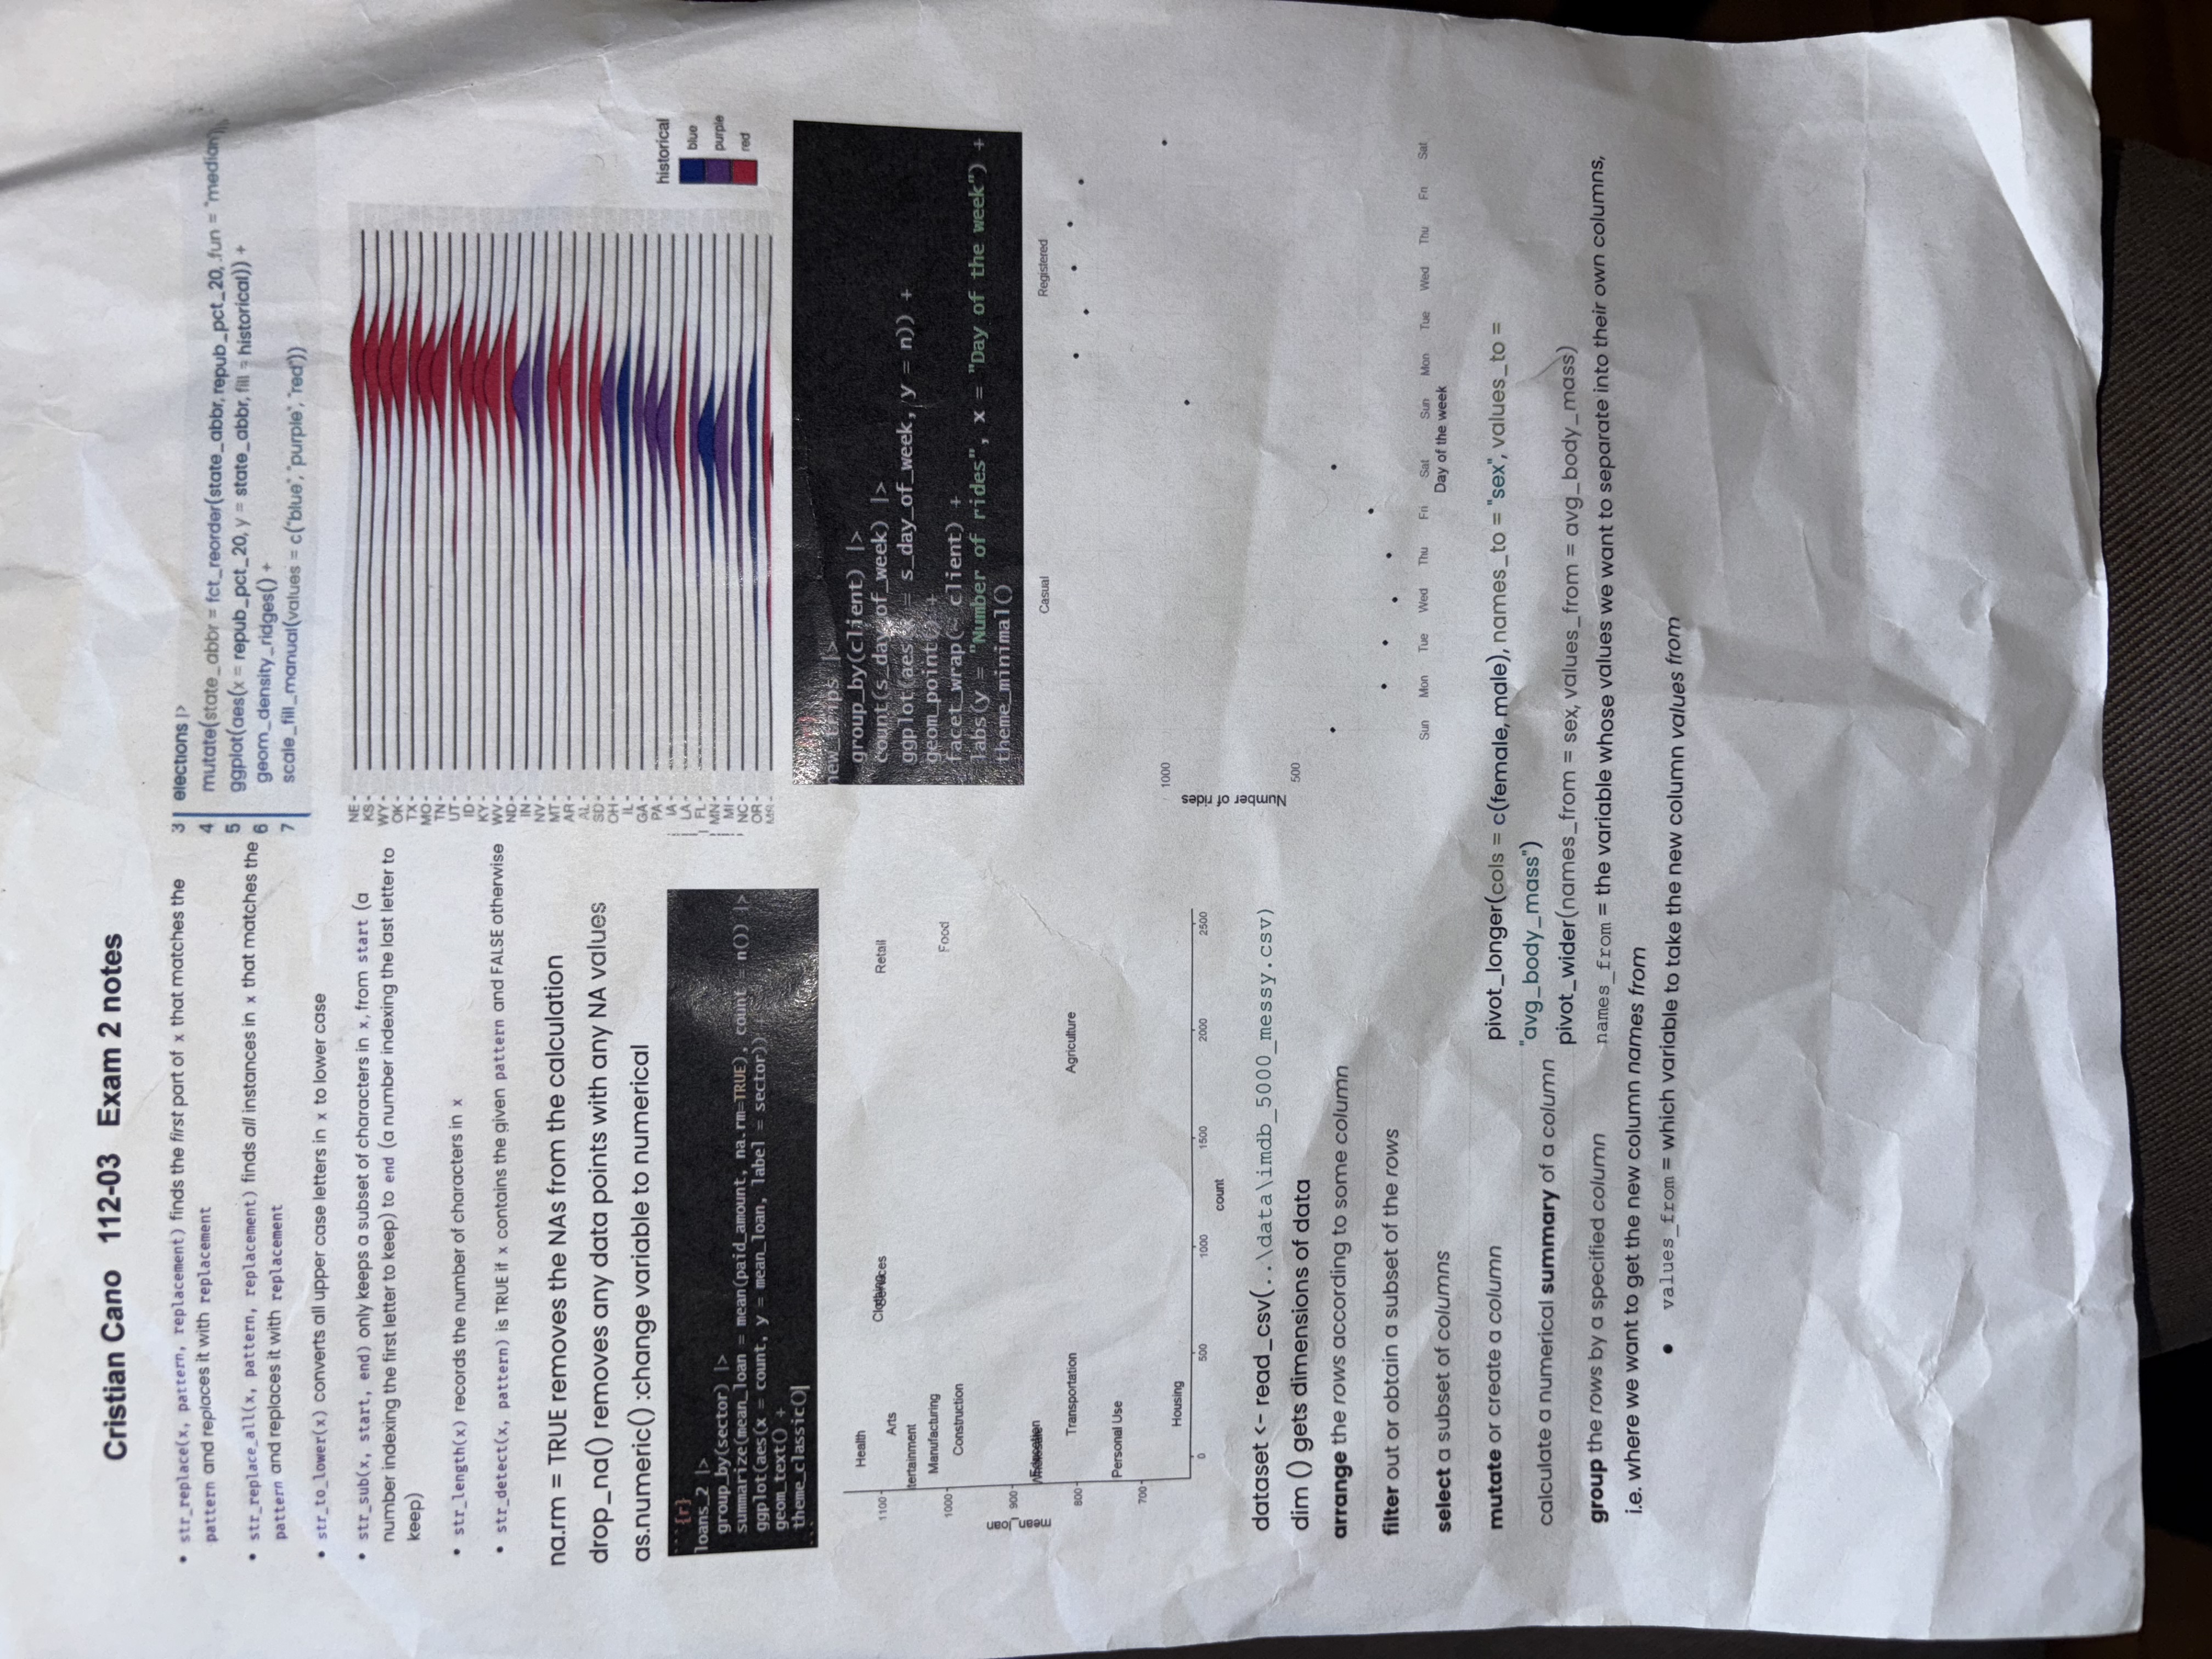 Cristian Cano 112-03 Exam 2 notes
• str_replace(x, pattern, replacement) finds the first part of x that matches the
pattern and replaces it with replacement
• str_replace_all(x, pattern, replacement) finds all instances in x that matches the
pattern and replaces it with replacement
• str_to_lower(x) converts all upper case letters in x to lower case
• str_sub(x, start, end) only keeps a subset of characters in x, from start (a
number indexing the first letter to keep) to end (a number indexing the last letter to
keep)
• str_length(x) records the number of characters in x
• str_detect(x, pattern) is TRUE if x contains the given pattern and FALSE otherwise
na.rm = TRUE removes the NAs from the calculation
drop_na() removes any data points with any NA values
as.numeric() :change variable to numerical
```{r}
loans_2 |>
group_by(sector) |>
summarize(mean_loan = mean(paid_amount, na.rm=TRUE), count = n()) |>
ggplot(aes(x = count, y = mean_loan, label = sector))
geom_text() +
theme_classic()
```
Health
1100
Clothing
Services
Retail
Arts
tertainment
Manufacturing
1000
Food
Construction
mean_loan
900
Education
Wholesale
800
Transportation
Agriculture
Personal Use
700
Housing
0 500 1000 1500 2000 2500
count
dataset <- read_csv(..\data\imdb_5000_messy.csv)
dim () gets dimensions of data
arrange the rows according to some column
filter out or obtain a subset of the rows
select a subset of columns
mutate or create a column
calculate a numerical summary of a column
group the rows by a specified column
3 elections |>
4 mutate(state_abbr = fct_reorder(state_abbr, repub_pct_20, .fun = "median
5 ggplot(aes(x = repub_pct_20, y = state_abbr, fill = historical)) +
6 geom_density_ridges() +
7 scale_fill_manual(values = c("blue", "purple", "red"))
NE
KS
WY
OK
TX
MO
TN
UT
ID
KY
WV
ND
IN
NV
MT
AR
AL
SD
OH
IL
GA
PA
IA
LA
FL
MN
MI
NC
OR
MS
historical
blue
purple
red
new_trips |>
group_by(client) |>
count(s_day_of_week) |>
ggplot(aes = s_day_of_week, y = n)) +
geom_point() +
facet_wrap(~ client) +
labs(y = "Number of rides", x = "Day of the week") +
theme_minimal()
Casual Registered
1000
Number of rides
500
Sun Mon Tue Wed Thu Fri Sat Sun Mon Tue Wed Thu Fri Sat
Day of the week
pivot_longer(cols = c(female, male), names_to = "sex", values_to =
"avg_body_mass")
pivot_wider(names_from = sex, values_from = avg_body_mass)
names_from = the variable whose values we want to separate into their own columns,
i.e. where we want to get the new column names from
• values_from = which variable to take the new column values from